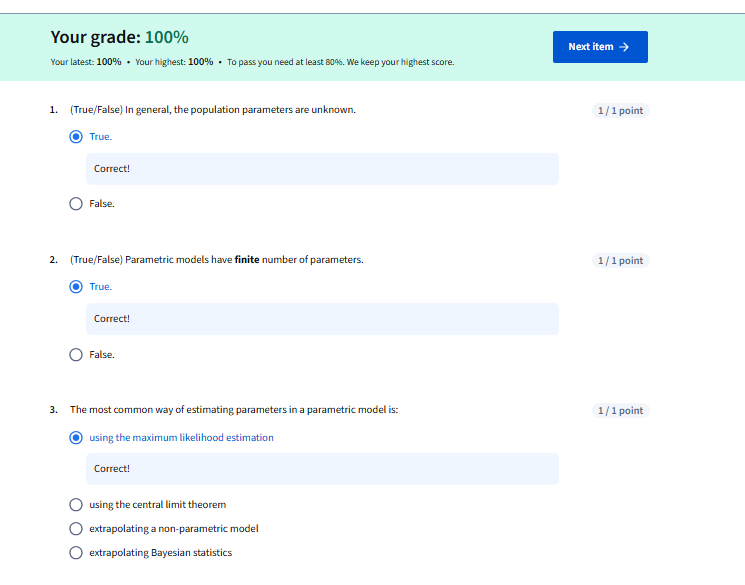 Your grade: 100%
Next item →
Your latest: 100% • Your highest: 100% • To pass you need at least 80%. We keep your highest score.
1. (True/False) In general, the population parameters are unknown.
1 / 1 point
True.
Correct!
False.
2. (True/False) Parametric models have finite number of parameters.
1 / 1 point
True.
Correct!
False.
3. The most common way of estimating parameters in a parametric model is:
1 / 1 point
using the maximum likelihood estimation
Correct!
using the central limit theorem
extrapolating a non-parametric model
extrapolating Bayesian statistics